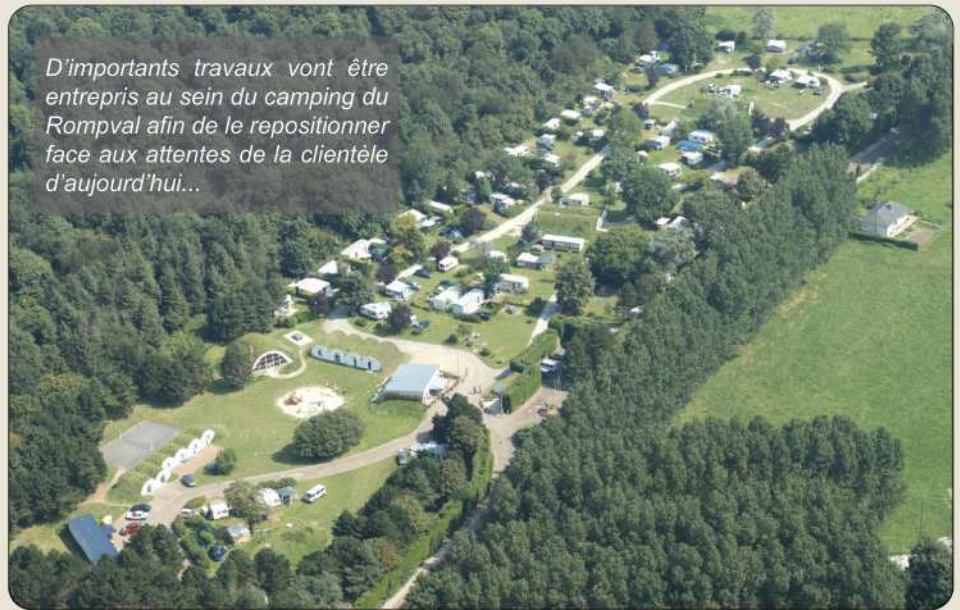 D'importants travaux vont être
entrepris au sein du camping du
Rompval afin de le repositionner
face aux attentes de la clientèle
d'aujourd'hui...